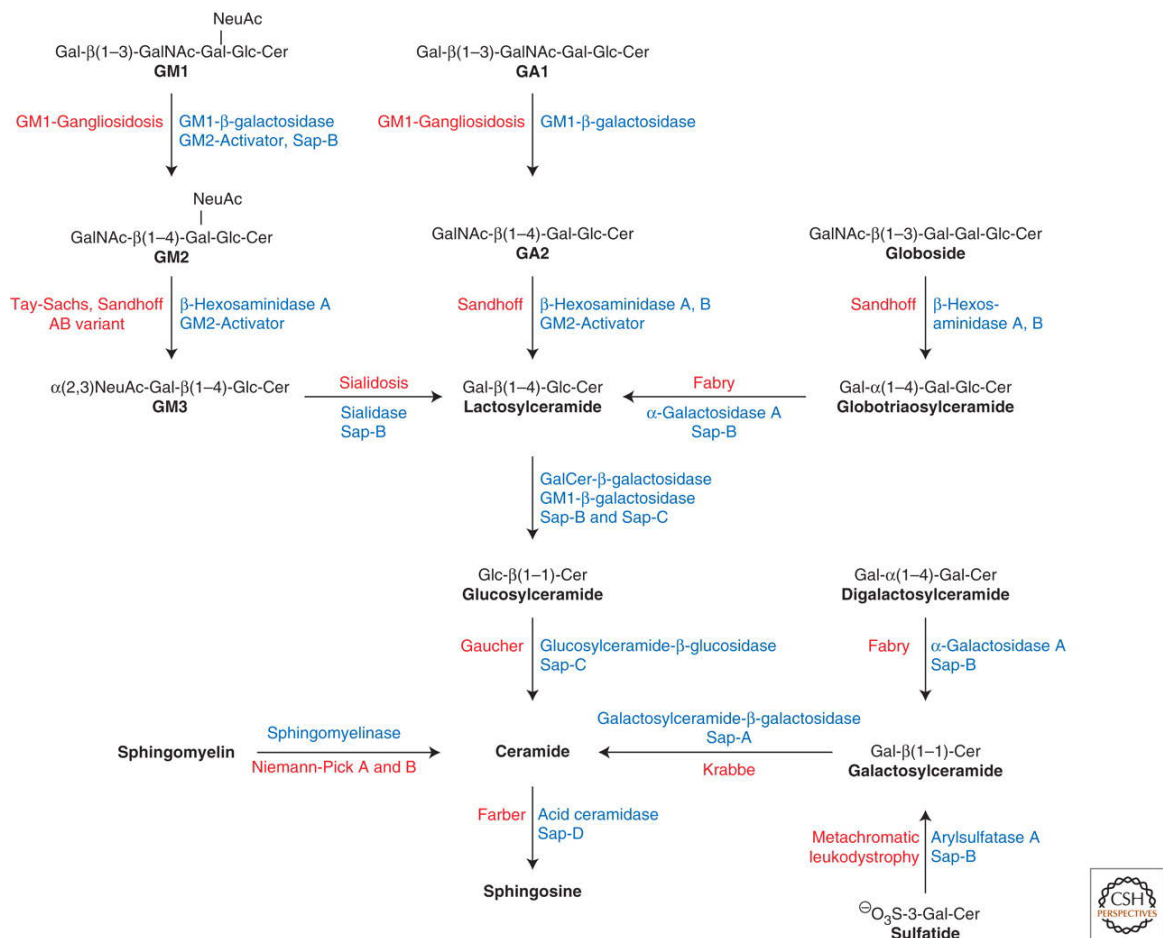 NeuAc
Gal-β(1–3)-GalNAc-Gal-Glc-Cer
GM1
Gal-β(1–3)-GalNAc-Gal-Glc-Cer
GA1
GM1-Gangliosidosis
GM1-β-galactosidase
GM2-Activator, Sap-B
GM1-Gangliosidosis
GM1-β-galactosidase
NeuAc
GalNAc-β(1–4)-Gal-Glc-Cer
GM2
GalNAc-β(1–4)-Gal-Glc-Cer
GA2
GalNAc-β(1–3)-Gal-Gal-Glc-Cer
Globoside
Tay-Sachs, Sandhoff
AB variant
β-Hexosaminidase A
GM2-Activator
Sandhoff
β-Hexosaminidase A, B
GM2-Activator
Sandhoff
β-Hexos-
aminidase A, B
α(2,3)NeuAc-Gal-β(1–4)-Glc-Cer
GM3
Sialidosis
Sialidase
Sap-B
Gal-β(1–4)-Glc-Cer
Lactosylceramide
Fabry
α-Galactosidase A
Sap-B
Gal-α(1–4)-Gal-Glc-Cer
Globotriaosylceramide
GalCer-β-galactosidase
GM1-β-galactosidase
Sap-B and Sap-C
Glc-β(1–1)-Cer
Glucosylceramide
Gal-α(1–4)-Gal-Cer
Digalactosylceramide
Gaucher
Glucosylceramide-β-glucosidase
Sap-C
Fabry
α-Galactosidase A
Sap-B
Sphingomyelin
Sphingomyelinase
Niemann-Pick A and B
Ceramide
Galactosylceramide-β-galactosidase
Sap-A
Krabbe
Gal-β(1–1)-Cer
Galactosylceramide
Farber
Acid ceramidase
Sap-D
Metachromatic
leukodystrophy
Arylsulfatase A
Sap-B
Sphingosine
⊖O3S-3-Gal-Cer
Sulfatide
CSH
PERSPECTIVES